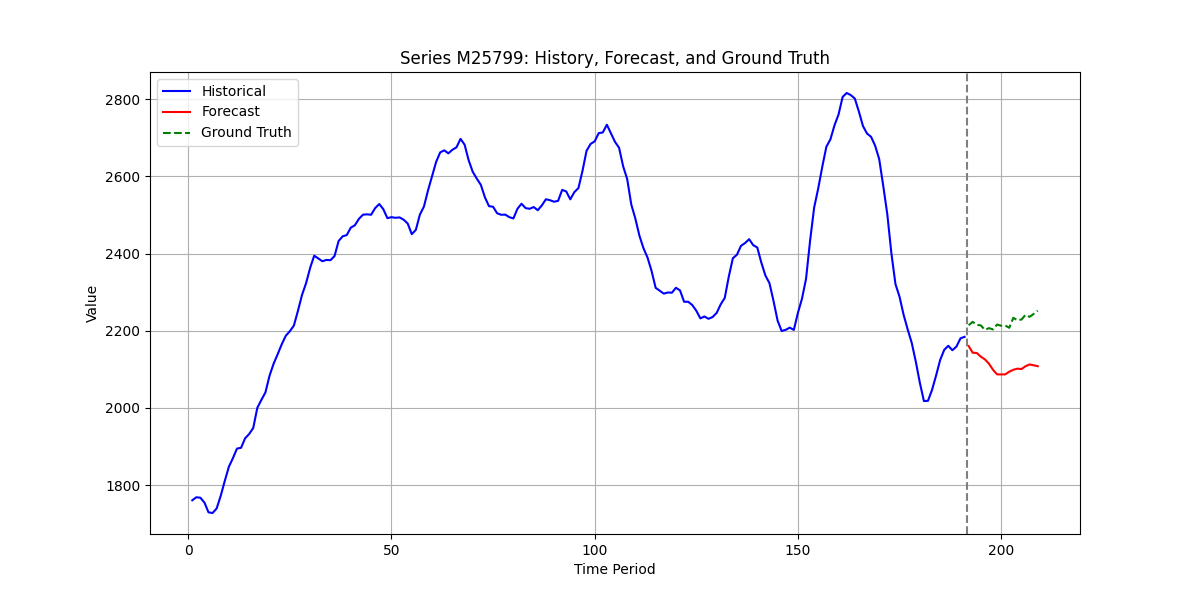 Series M25799: History, Forecast, and Ground Truth
Historical
Forecast
Ground Truth
Value
2800
2600
2400
2200
2000
1800
0 50 100 150 200
Time Period